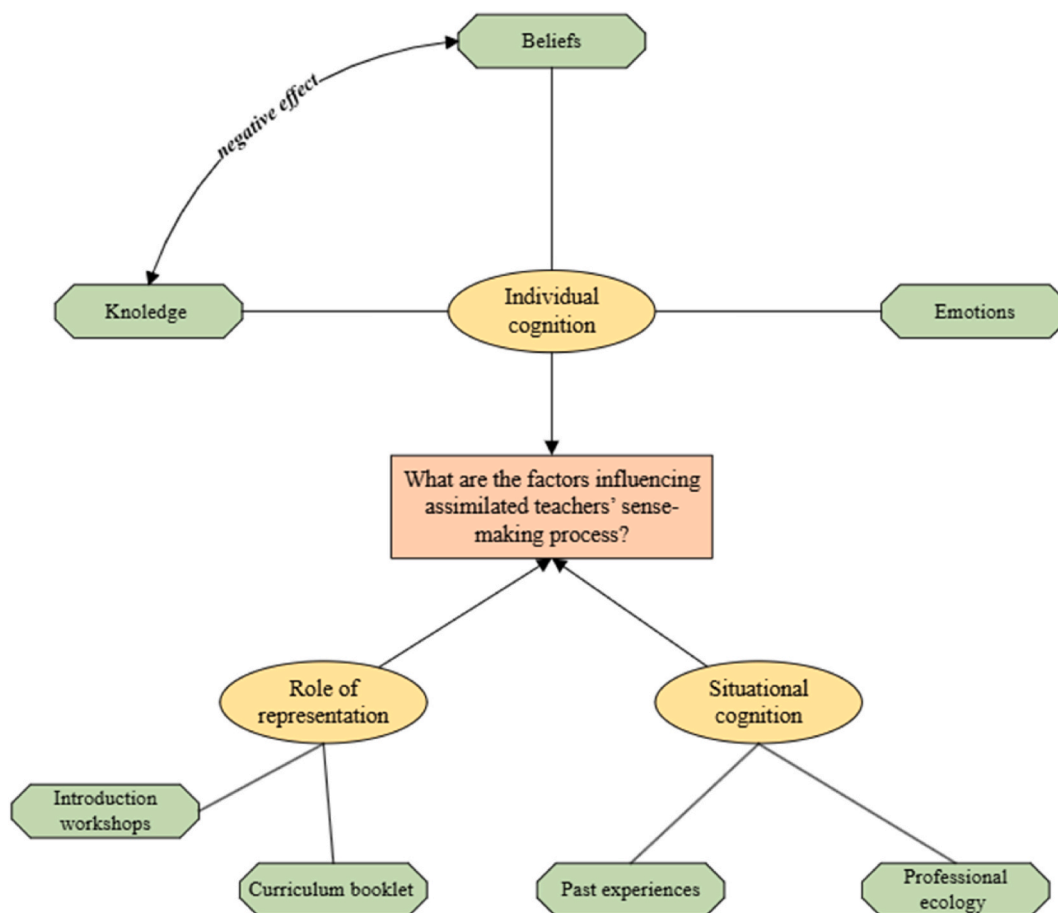 Beliefs
negative effect
Knoledge
Individual
cognition
Emotions
What are the factors influencing
assimilated teachers’ sense-
making process?
Role of
representation
Situational
cognition
Introduction
workshops
Curriculum booklet
Past experiences
Professional
ecology